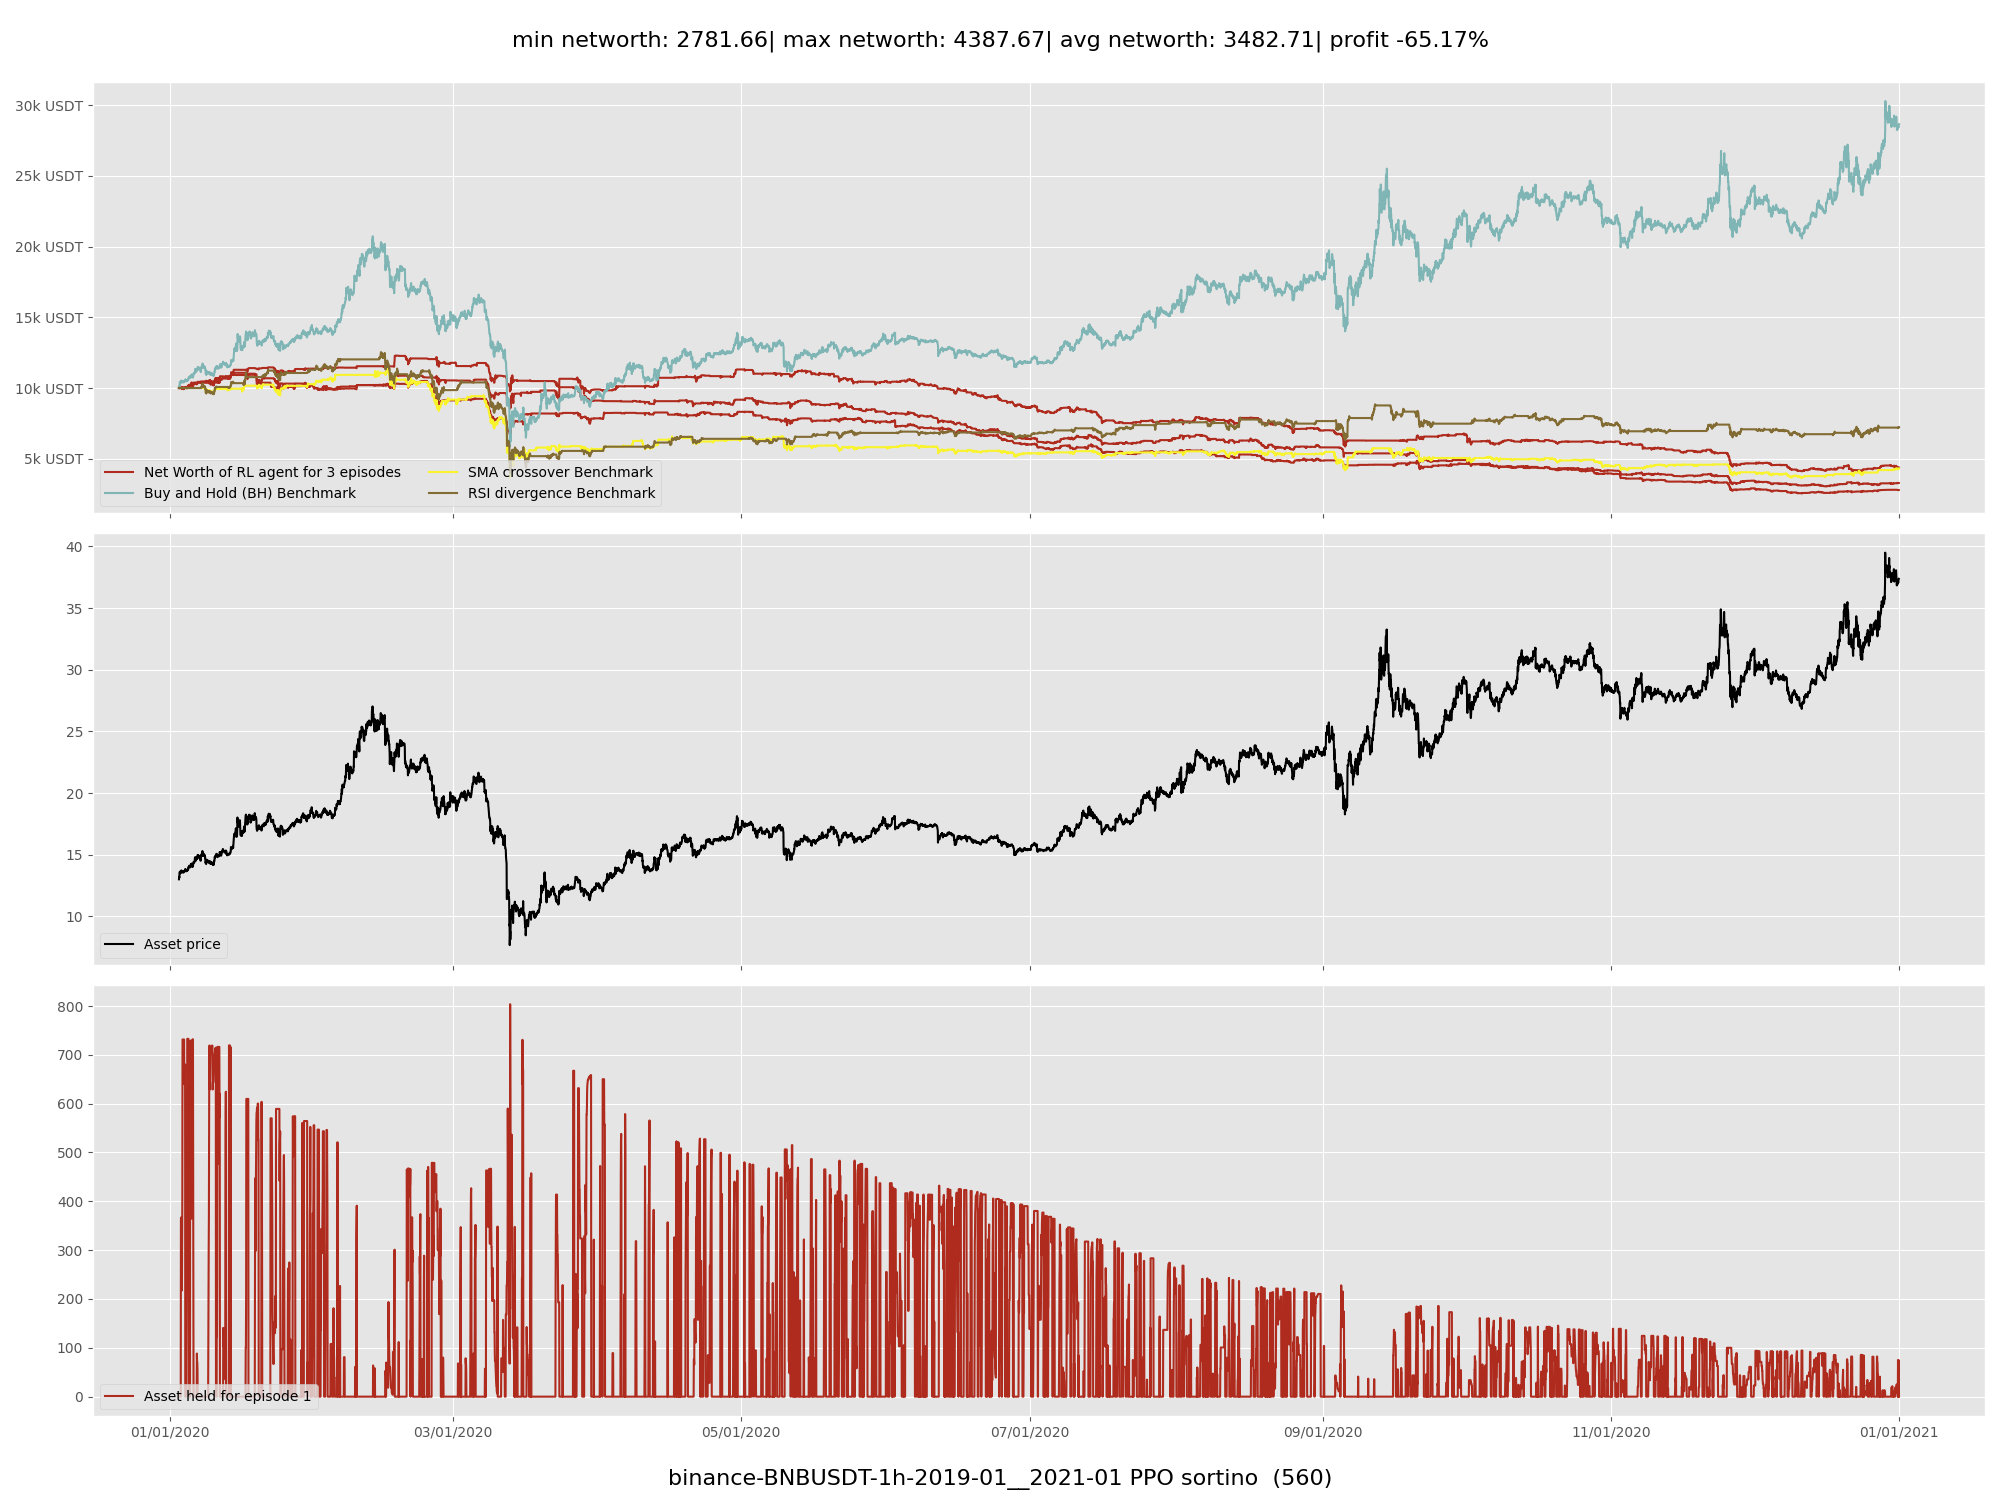 min networth: 2781.66| max networth: 4387.67| avg networth: 3482.71| profit -65.17%
30k USDT
25k USDT
20k USDT
15k USDT
10k USDT
5k USDT
Net Worth of RL agent for 3 episodes
Buy and Hold (BH) Benchmark
SMA crossover Benchmark
RSI divergence Benchmark
40
35
30
25
20
15
10
Asset price
800
700
600
500
400
300
200
100
0
Asset held for episode 1
01/01/2020 03/01/2020 05/01/2020 07/01/2020 09/01/2020 11/01/2020 01/01/2021
binance-BNBUSDT-1h-2019-01__2021-01 PPO sortino  (560)